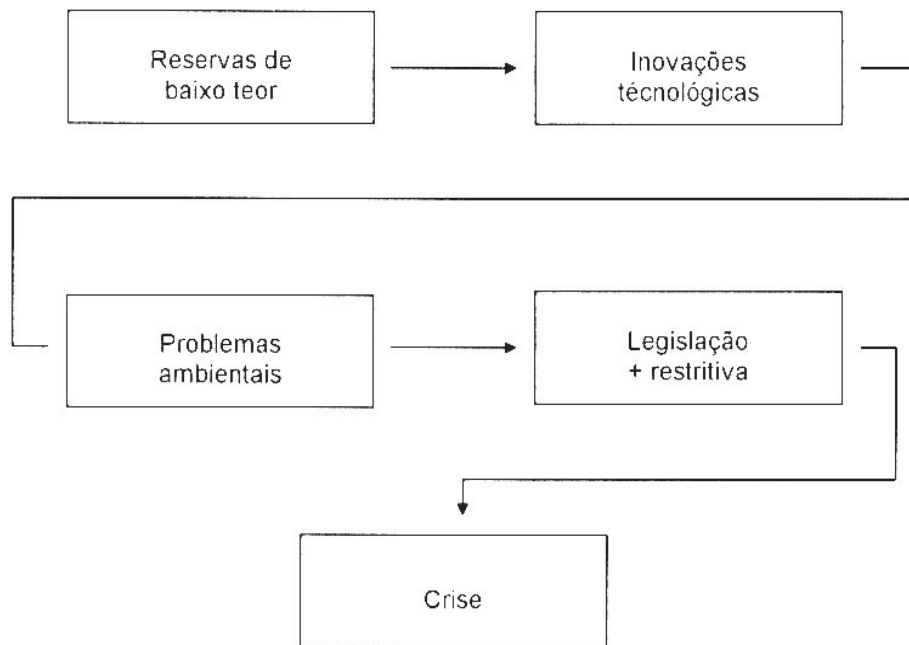 Reservas de
baixo teor
Inovações
técnológicas
Problemas
ambientais
Legislação
+ restritiva
Crise